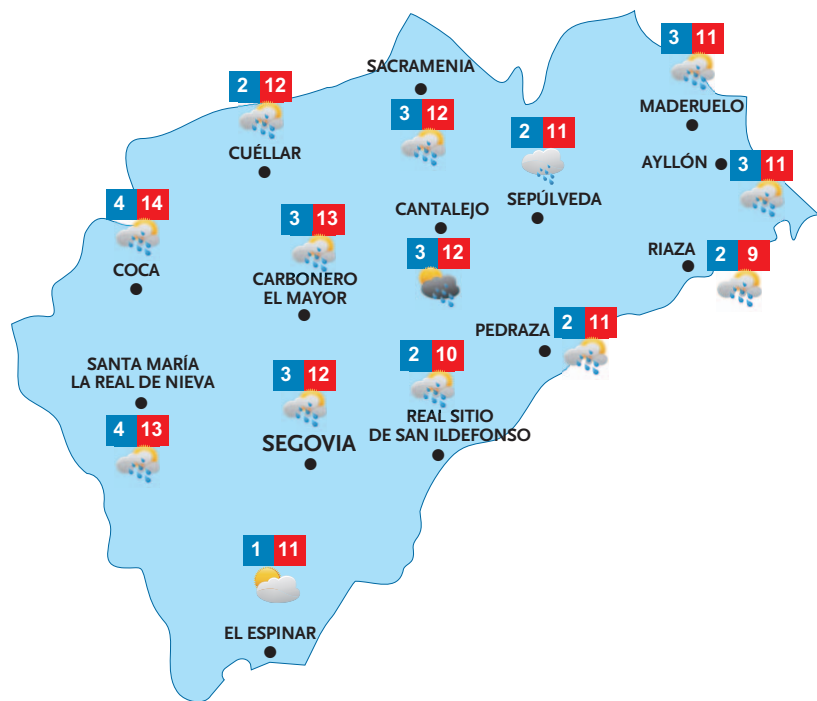 3 11
MADERUELO
SACRAMENIA
3 12
2 12
CUÉLLAR
2 11
SEPÚLVEDA
AYLLÓN
3 11
4 14
COCA
3 13
CARBONERO
EL MAYOR
CANTALEJO
3 12
RIAZA
2 9
PEDRAZA
2 11
SANTA MARÍA
LA REAL DE NIEVA
4 13
3 12
SEGOVIA
2 10
REAL SITIO
DE SAN ILDEFONSO
1 11
EL ESPINAR